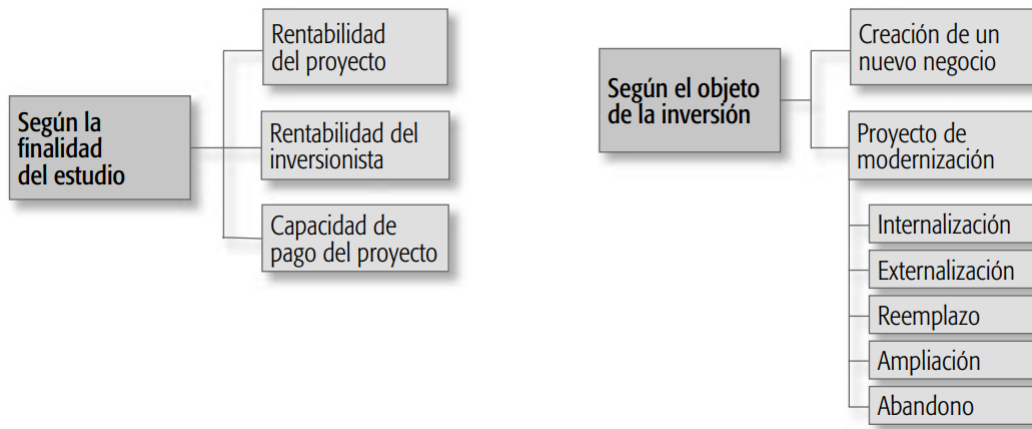 Según la
finalidad
del estudio
Rentabilidad
del proyecto
Rentabilidad del
inversionista
Capacidad de
pago del proyecto
Según el objeto
de la inversión
Creación de un
nuevo negocio
Proyecto de
modernización
Internalización
Externalización
Reemplazo
Ampliación
Abandono